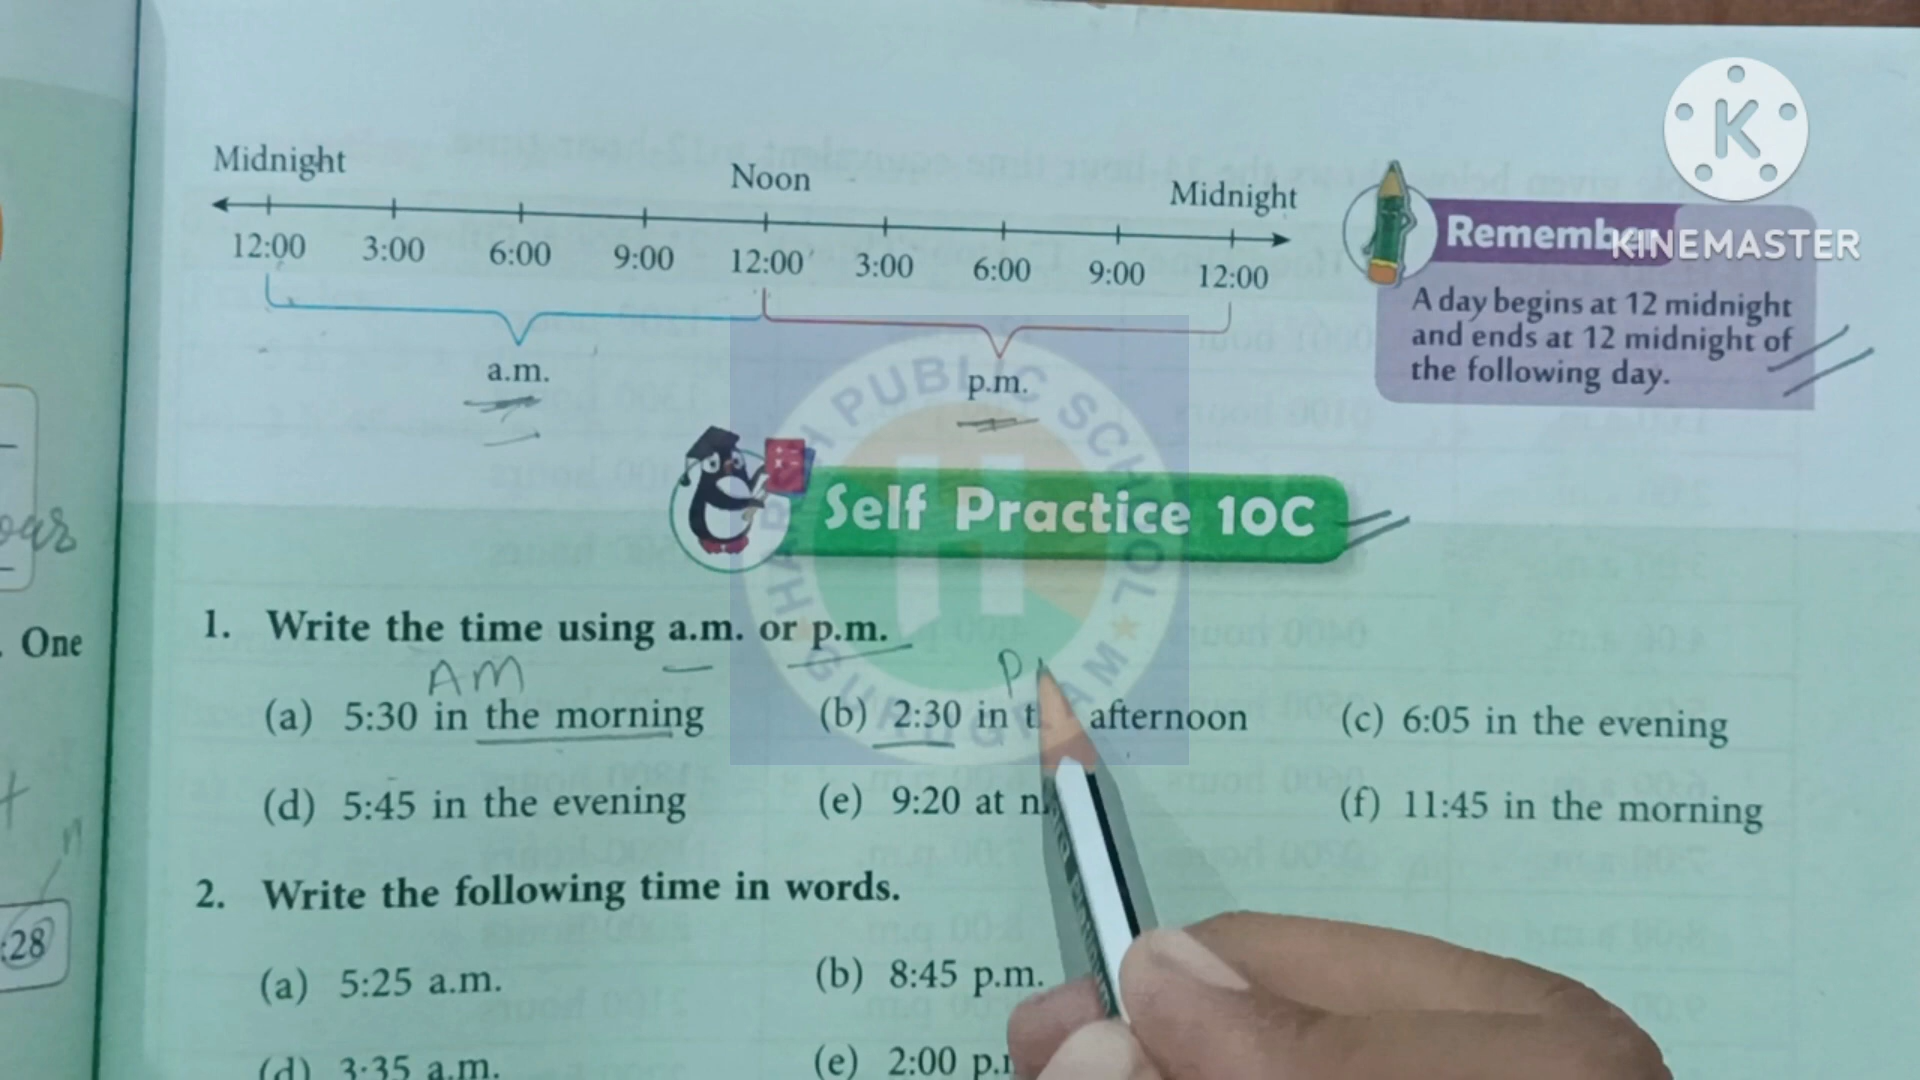 Midnight Noon Midnight
12:00 3:00 6:00 9:00 12:00 3:00 6:00 9:00 12:00
a.m. p.m.
Remember
KINEMASTER
A day begins at 12 midnight
and ends at 12 midnight of
the following day.
Self Practice 10C
1. Write the time using a.m. or p.m.
AM P
(a) 5:30 in the morning (b) 2:30 in afternoon (c) 6:05 in the evening
(d) 5:45 in the evening (e) 9:20 at (f) 11:45 in the morning
2. Write the following time in words.
(a) 5:25 a.m. (b) 8:45 p.m.
(d) 3:35 a.m. (e) 2:00
One
28
PUBLIC SCHOOL
GURUGRAM
K